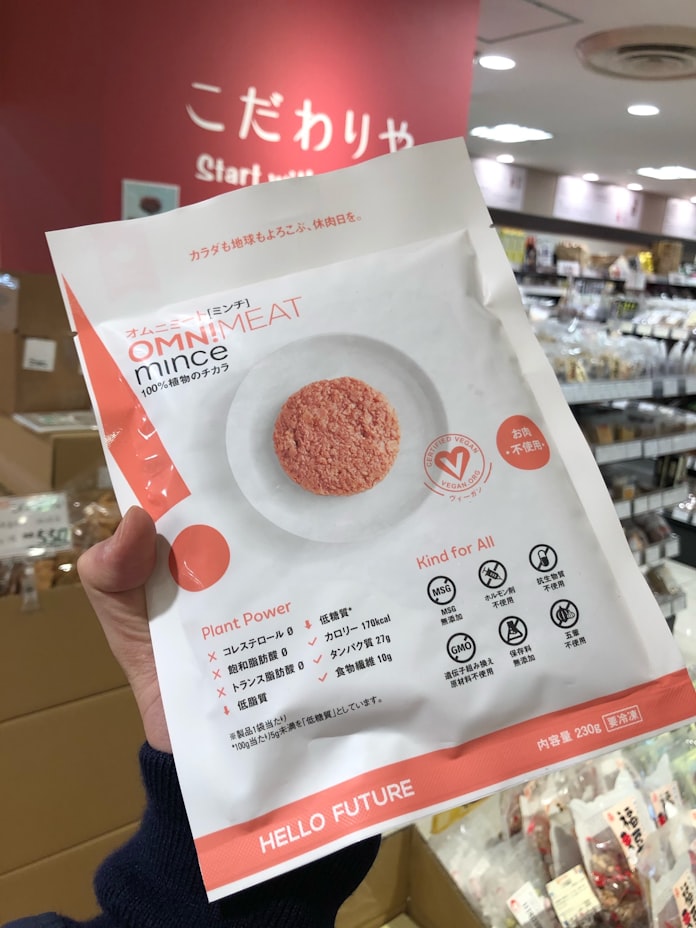 こだわりや
Start
カラダも地球もよろこぶ、休肉日を。
オムニミート[ミンチ]
OMN!MEAT
mince
100%植物のチカラ
CERTIFIED VEGAN
VEGAN.ORG
ヴィーガン
お肉
・不使用・
Plant Power
× コレステロール 0
× 飽和脂肪酸 0
× トランス脂肪酸 0
低脂質
低糖質*
✓ カロリー 170kcal
✓ タンパク質 27g
✓ 食物繊維 10g
※製品1袋当たり
*100g当たり5g未満を「低糖質」としています。
Kind for All
MSG
MSG
無添加
ホルモン剤
不使用
抗生物質
不使用
GMO
遺伝子組み換え
原材料不使用
保存料
無添加
五葷
不使用
内容量 230g 要冷凍
HELLO FUTURE
550